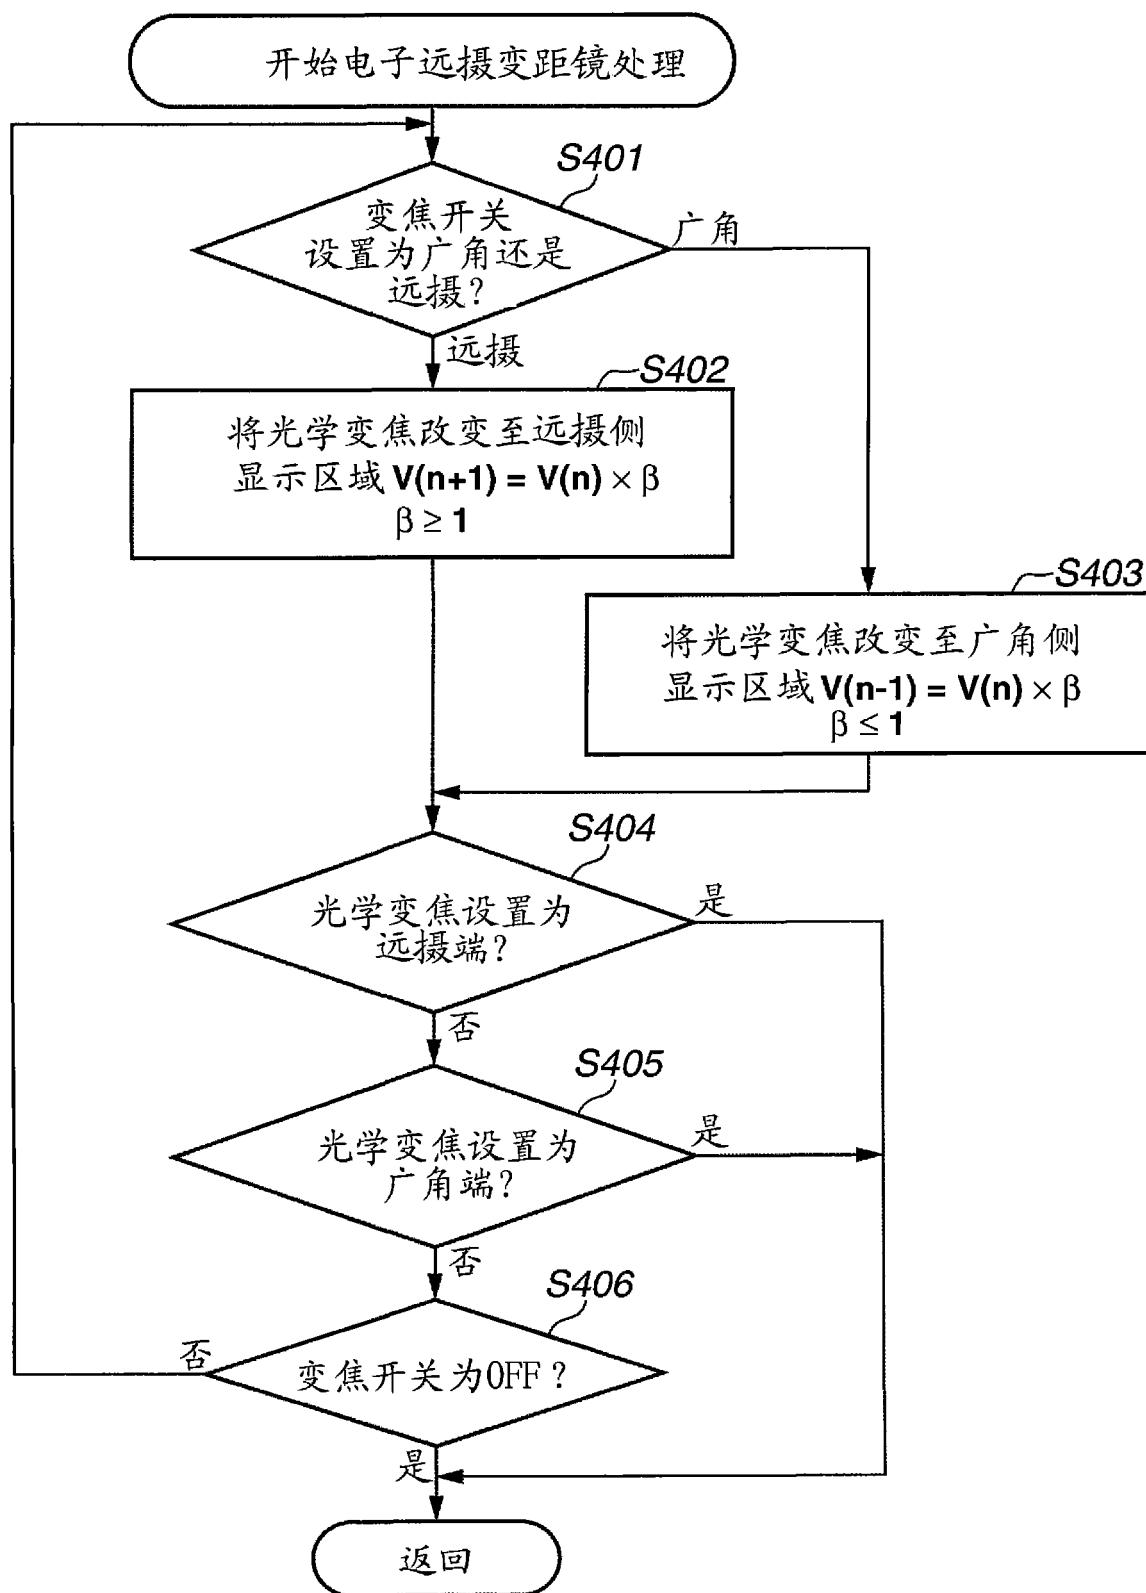 开始电子远摄变距镜处理
S401
变焦开关
设置为广角还是
远摄?
广角
远摄
S402
将光学变焦改变至远摄侧
显示区域 V(n+1) = V(n) × β
β ≥ 1
S403
将光学变焦改变至广角侧
显示区域 V(n-1) = V(n) × β
β ≤ 1
S404
光学变焦设置为
远摄端?
是
否
S405
光学变焦设置为
广角端?
是
否
S406
变焦开关为OFF?
否
是
返回